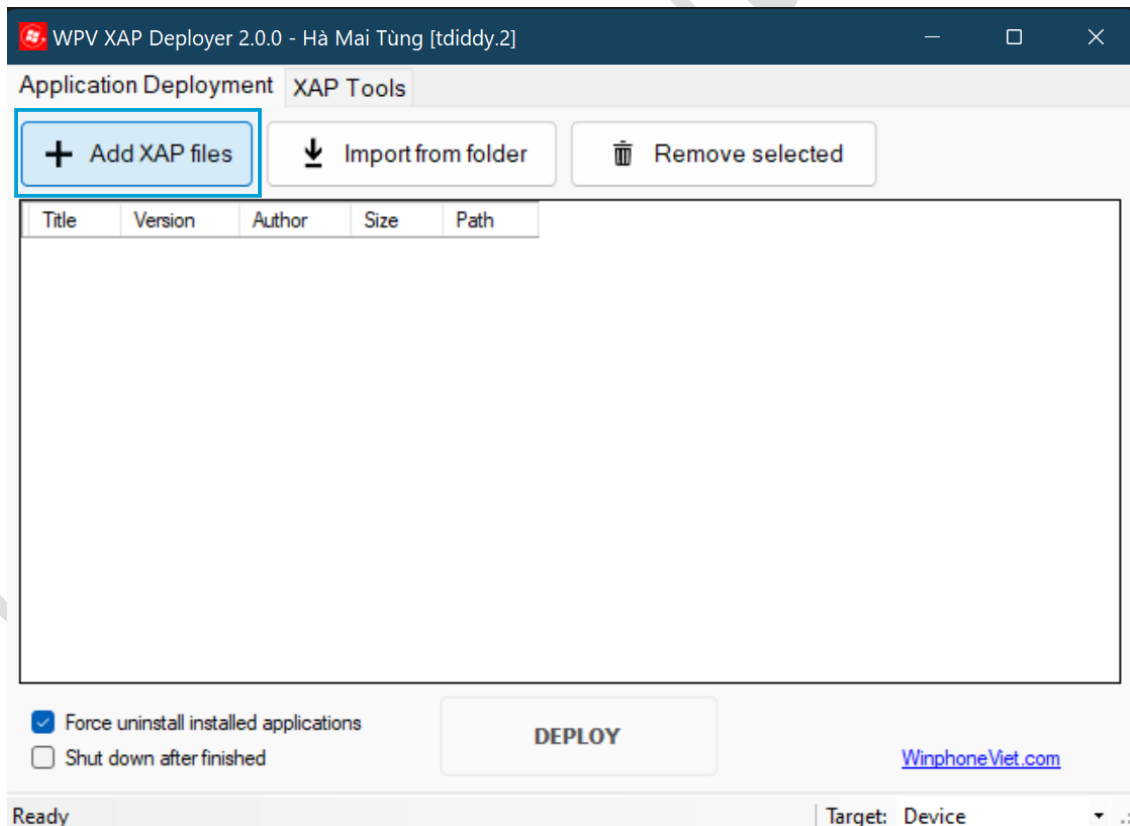 WPV XAP Deployer 2.0.0 - Hà Mai Tùng [tdiddy.2]
Application Deployment XAP Tools
Add XAP files Import from folder Remove selected
Title Version Author Size Path
Force uninstall installed applications
Shut down after finished
DEPLOY
WinphoneViet.com
Ready Target: Device